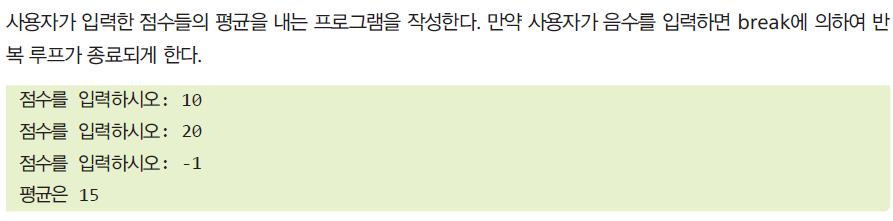 사용자가 입력한 점수들의 평균을 내는 프로그램을 작성한다. 만약 사용자가 음수를 입력하면 break에 의하여 반
복 루프가 종료되게 한다.
점수를 입력하시오: 10
점수를 입력하시오: 20
점수를 입력하시오: -1
평균은 15